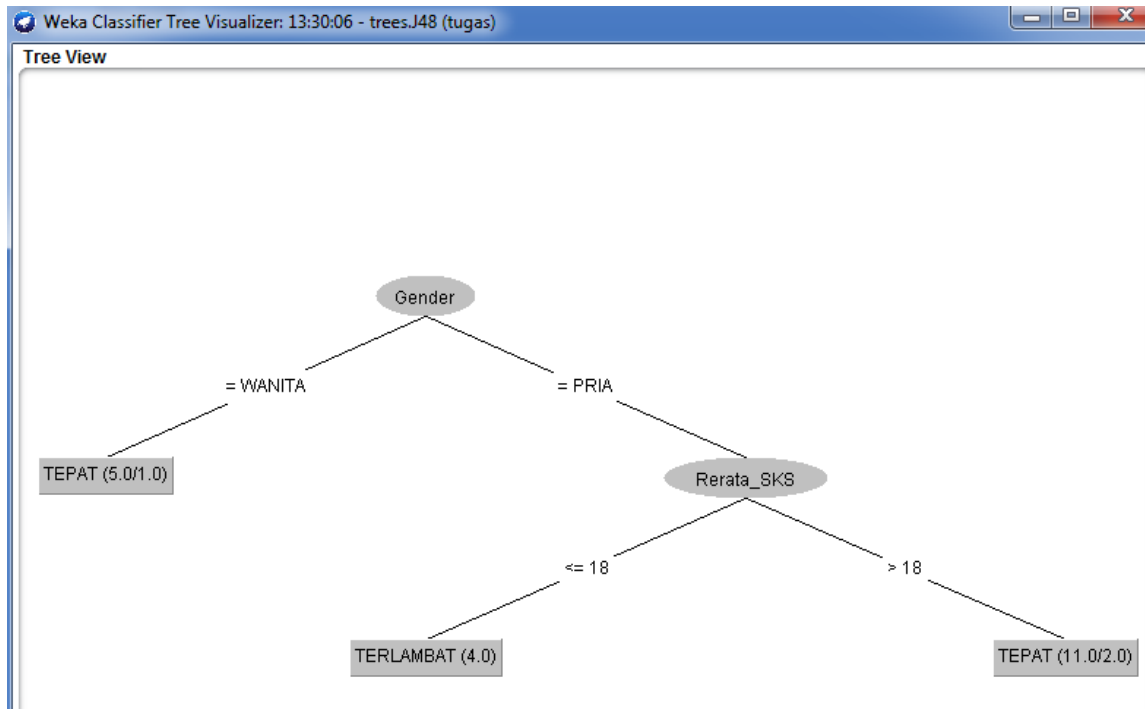 Weka Classifier Tree Visualizer: 13:30:06 - trees.J48 (tugas)
Tree View
Gender
= WANITA
= PRIA
TEPAT (5.0/1.0)
Rerata_SKS
<= 18
> 18
TERLAMBAT (4.0)
TEPAT (11.0/2.0)